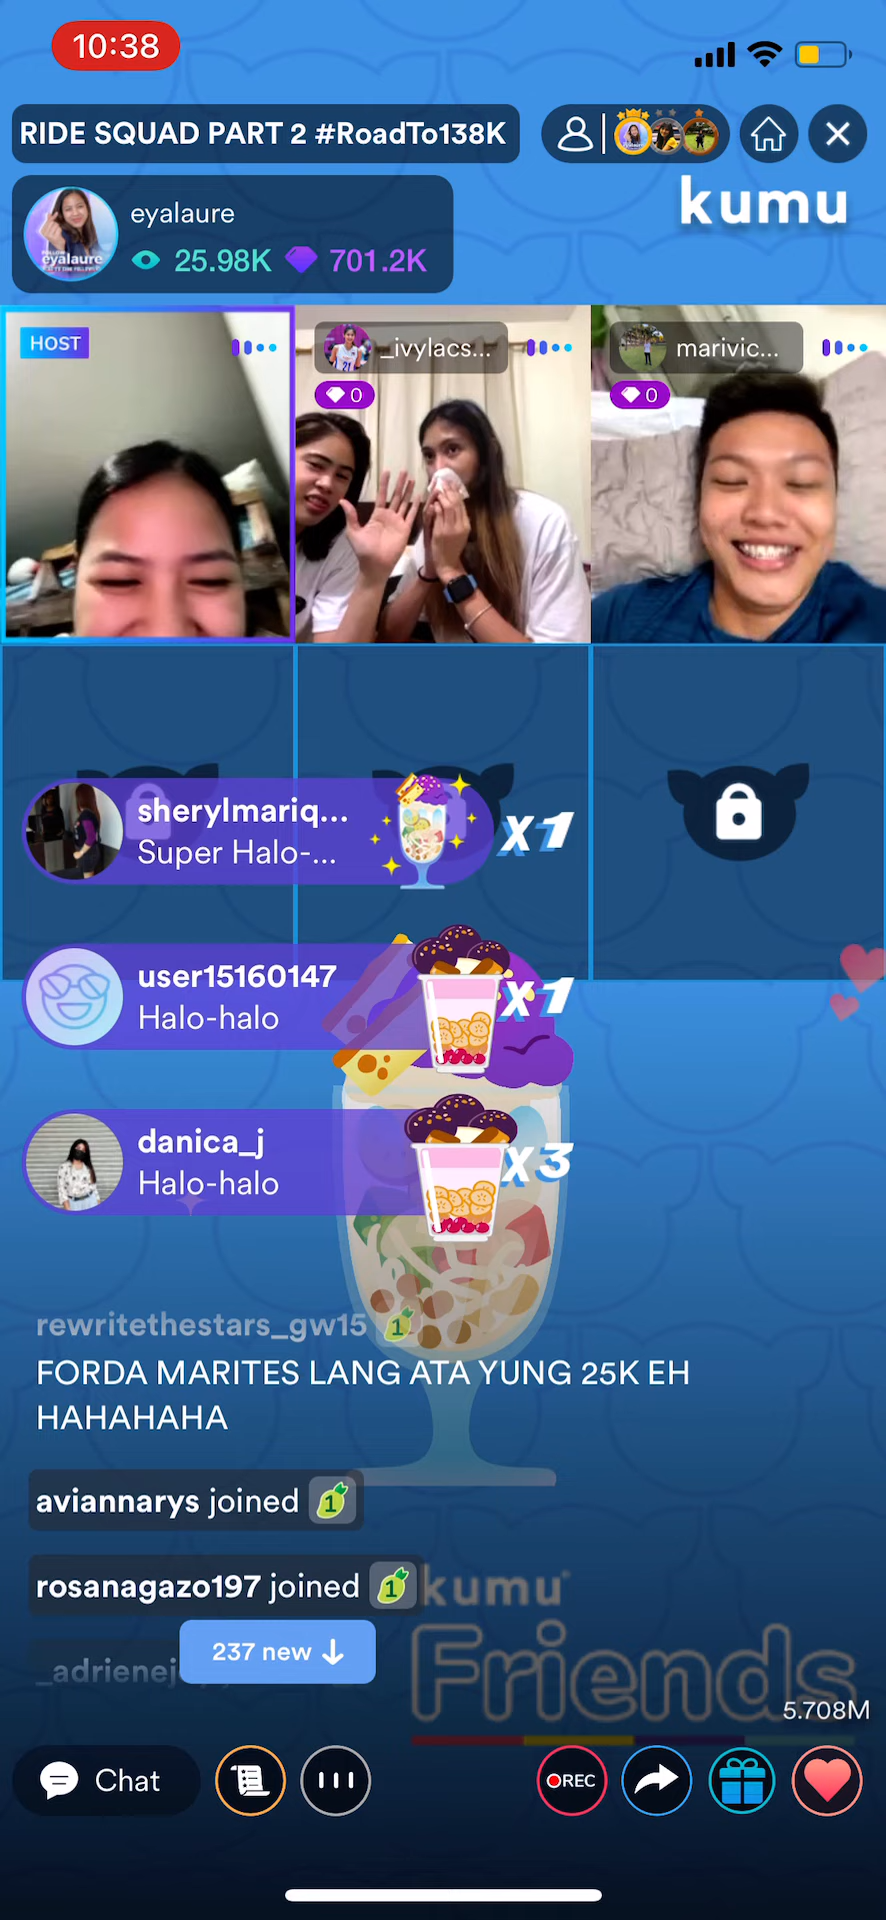 10:38
RIDE SQUAD PART 2 #RoadTo138K
eyalaure
25.98K 701.2K
kumu
eyalaure
HOST
_ivylacs...
marivic...
0
0
21
sherylmariq...
Super Halo-...
x1
user15160147
Halo-halo
x1
danica_j
Halo-halo
x3
rewritethestars_gw15 1
FORDA MARITES LANG ATA YUNG 25K EH
HAHAHAHA
aviannarys joined 1
rosanagazo197 joined 1
kumu
Friends
237 new
5.708M
Chat
REC